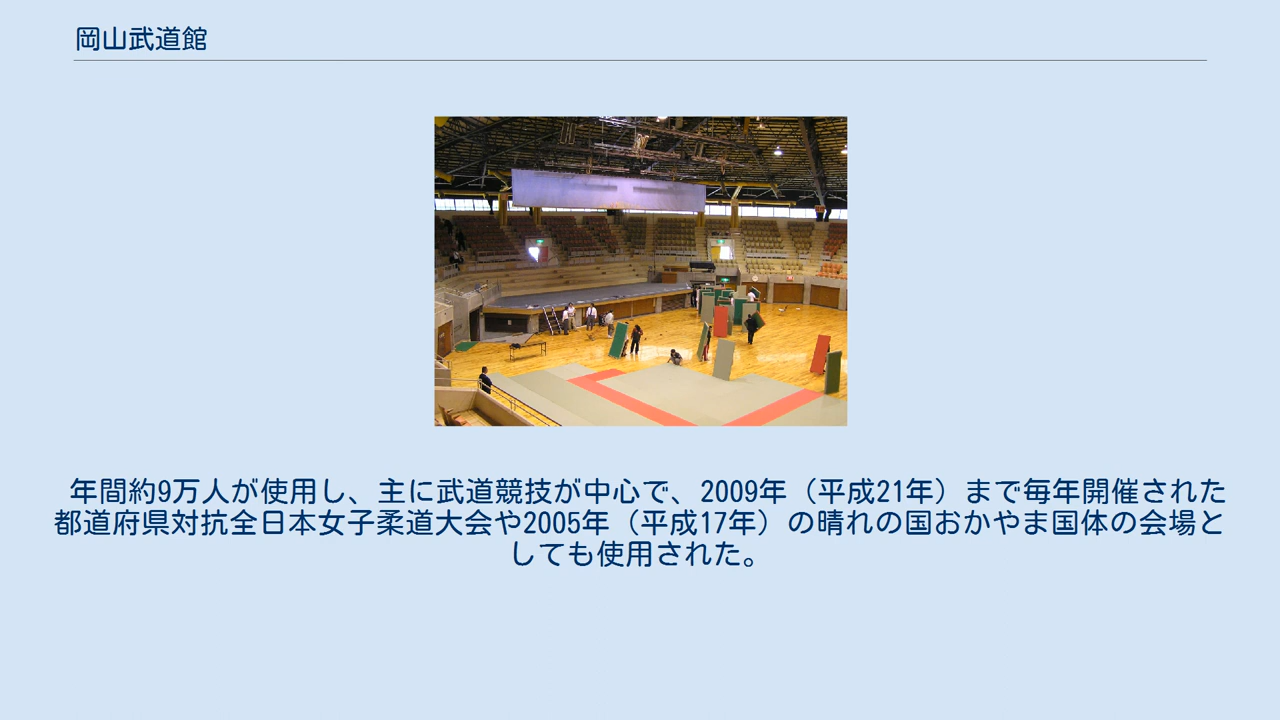 岡山武道館
年間約9万人が使用し、主に武道競技が中心で、2009年（平成21年）まで毎年開催された
都道府県対抗全日本女子柔道大会や2005年（平成17年）の晴れの国おかやま国体の会場と
しても使用された。